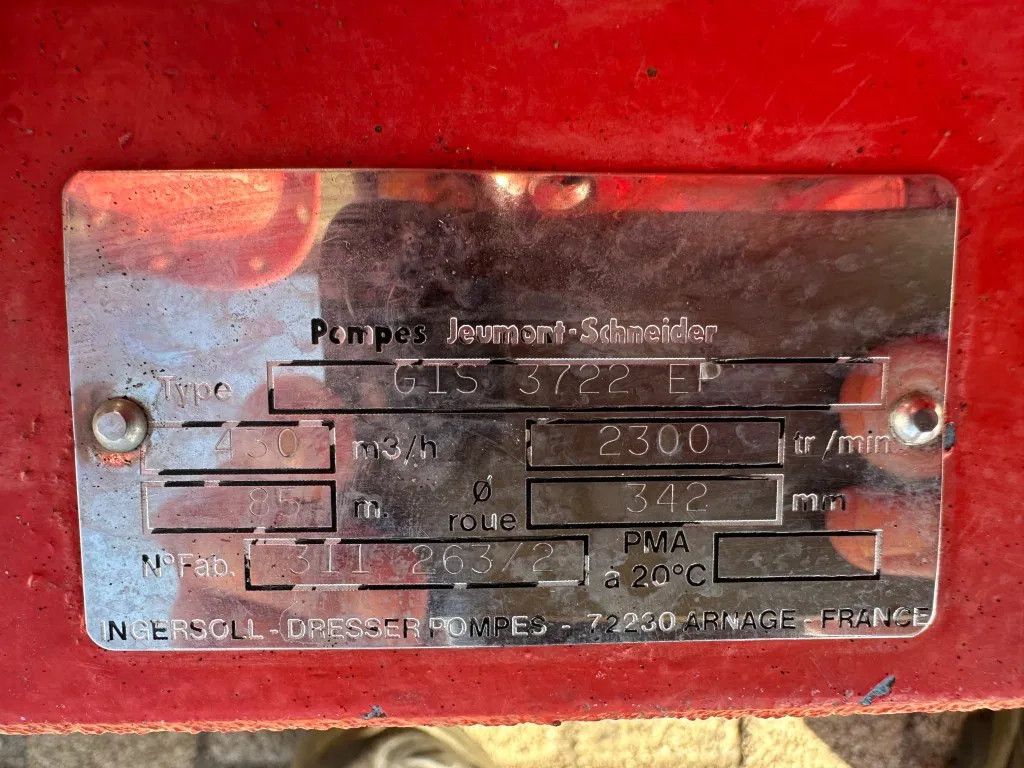 Pompes Jeumont-Schneider
Type GIS 3722 EP
430 m3/h 2300 tr/min
85 m. Ø roue 342 mm
N°Fab. 311 263/2 PMA à 20°C
INGERSOLL-DRESSER POMPES - 72230 ARNAGE - FRANCE